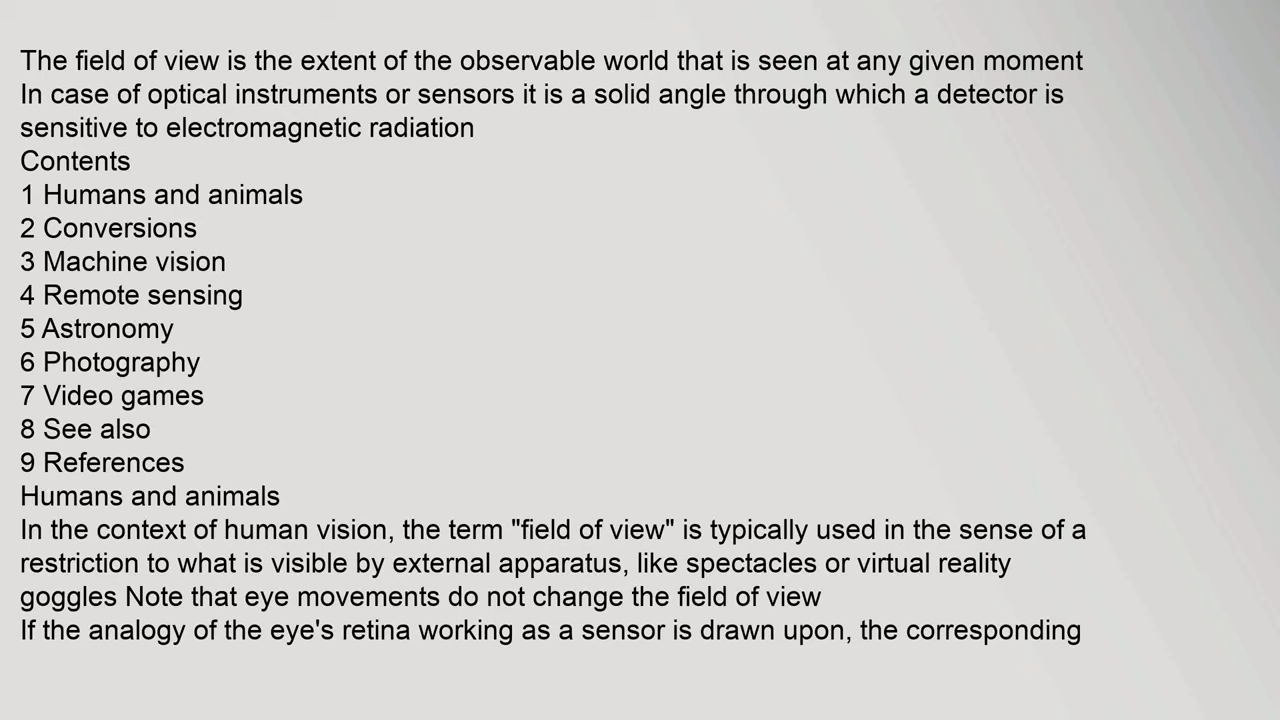 The field of view is the extent of the observable world that is seen at any given moment
In case of optical instruments or sensors it is a solid angle through which a detector is
sensitive to electromagnetic radiation
Contents
1 Humans and animals
2 Conversions
3 Machine vision
4 Remote sensing
5 Astronomy
6 Photography
7 Video games
8 See also
9 References
Humans and animals
In the context of human vision, the term "field of view" is typically used in the sense of a
restriction to what is visible by external apparatus, like spectacles or virtual reality
goggles Note that eye movements do not change the field of view
If the analogy of the eye's retina working as a sensor is drawn upon, the corresponding